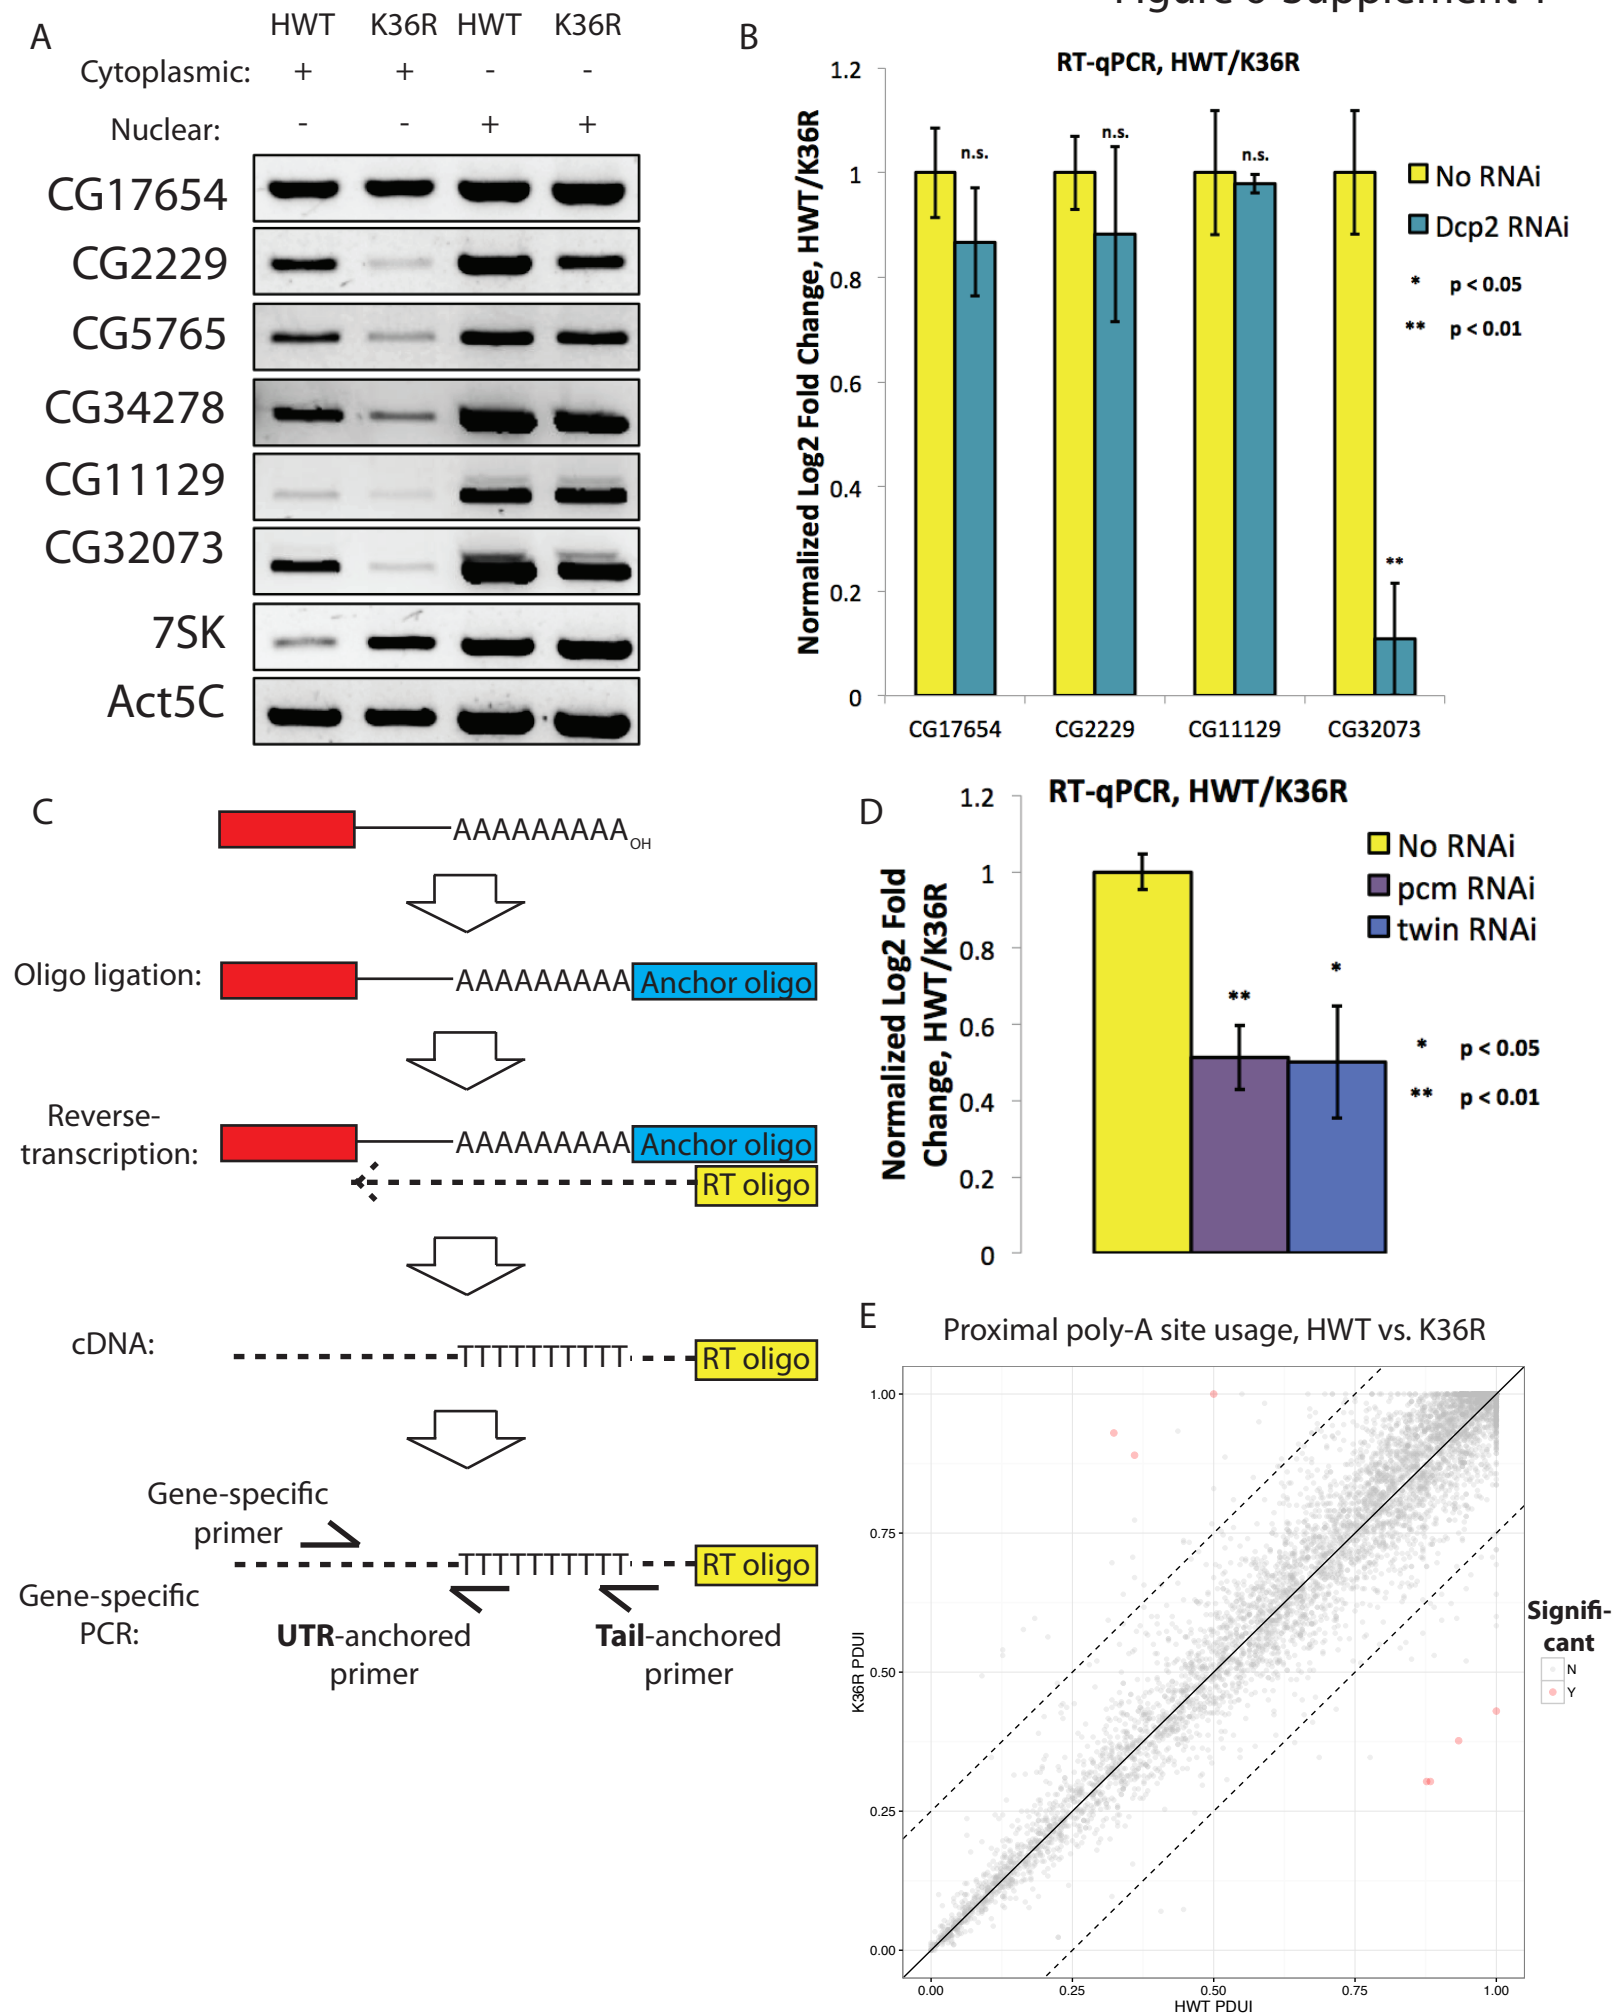 A
HWT K36R HWT K36R
Cytoplasmic: + + - -
Nuclear: - - + +
CG17654
CG2229
CG5765
CG34278
CG11129
CG32073
7SK
Act5C
B
RT-qPCR, HWT/K36R
Normalized Log2 Fold Change, HWT/K36R
1.2
1
0.8
0.6
0.4
0.2
0
n.s.
n.s.
n.s.
**
CG17654 CG2229 CG11129 CG32073
No RNAi
Dcp2 RNAi
* p < 0.05
** p < 0.01
C
AAAAAAAAA OH
Oligo ligation: AAAAAAAAA Anchor oligo
Reverse-
transcription:
AAAAAAAAA Anchor oligo
RT oligo
cDNA: TTTTTTTTTT RT oligo
Gene-specific
primer
TTTTTTTTTT RT oligo
Gene-specific
PCR:
UTR-anchored
primer
Tail-anchored
primer
D
RT-qPCR, HWT/K36R
Normalized Log2 Fold
Change, HWT/K36R
1.2
1
0.8
0.6
0.4
0.2
0
**
*
No RNAi
pcm RNAi
twin RNAi
* p < 0.05
** p < 0.01
E
Proximal poly-A site usage, HWT vs. K36R
K36R PDUI
1.00
0.75
0.50
0.25
0.00
0.00 0.25 0.50 0.75 1.00
HWT PDUI
Signifi-
cant
N
Y